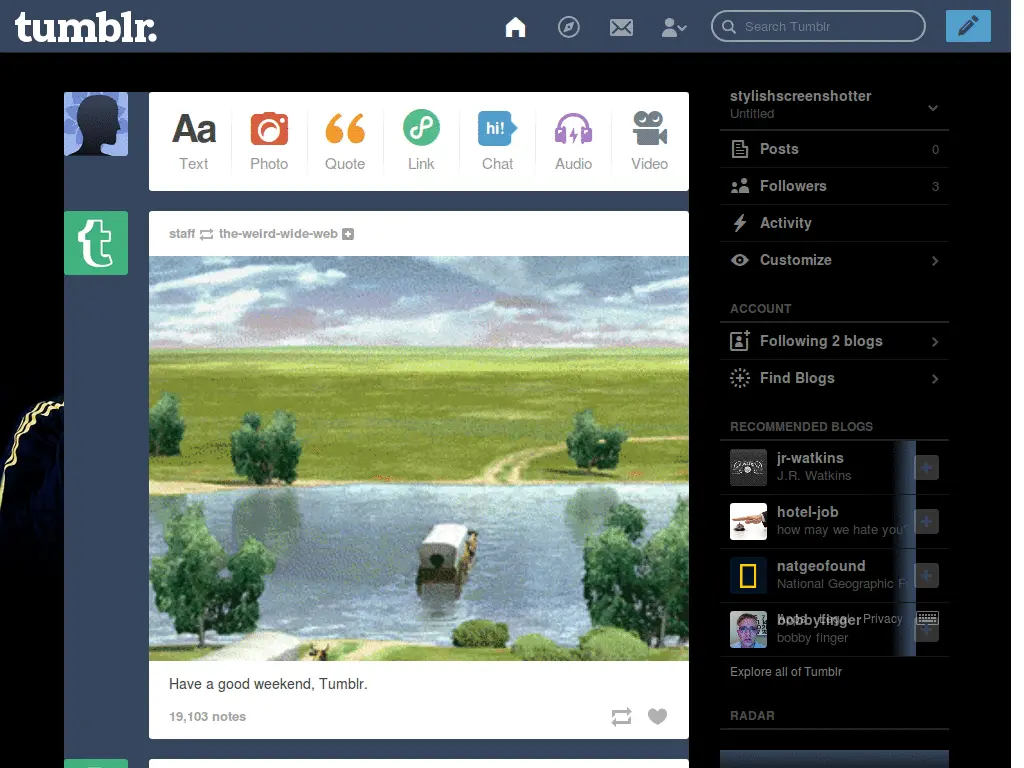 tumblr.
Search Tumblr
Aa
Text
Photo
Quote
Link
hi!
Chat
Audio
Video
staff the-weird-wide-web
Have a good weekend, Tumblr.
19,103 notes
stylishscreenshotter
Untitled
Posts 0
Followers 3
Activity
Customize
ACCOUNT
Following 2 blogs
Find Blogs
RECOMMENDED BLOGS
jr-watkins
J.R. Watkins
hotel-job
how may we hate you
natgeofound
National Geographic
bobbyfinger
Legal Privacy
bobby finger
Explore all of Tumblr
RADAR